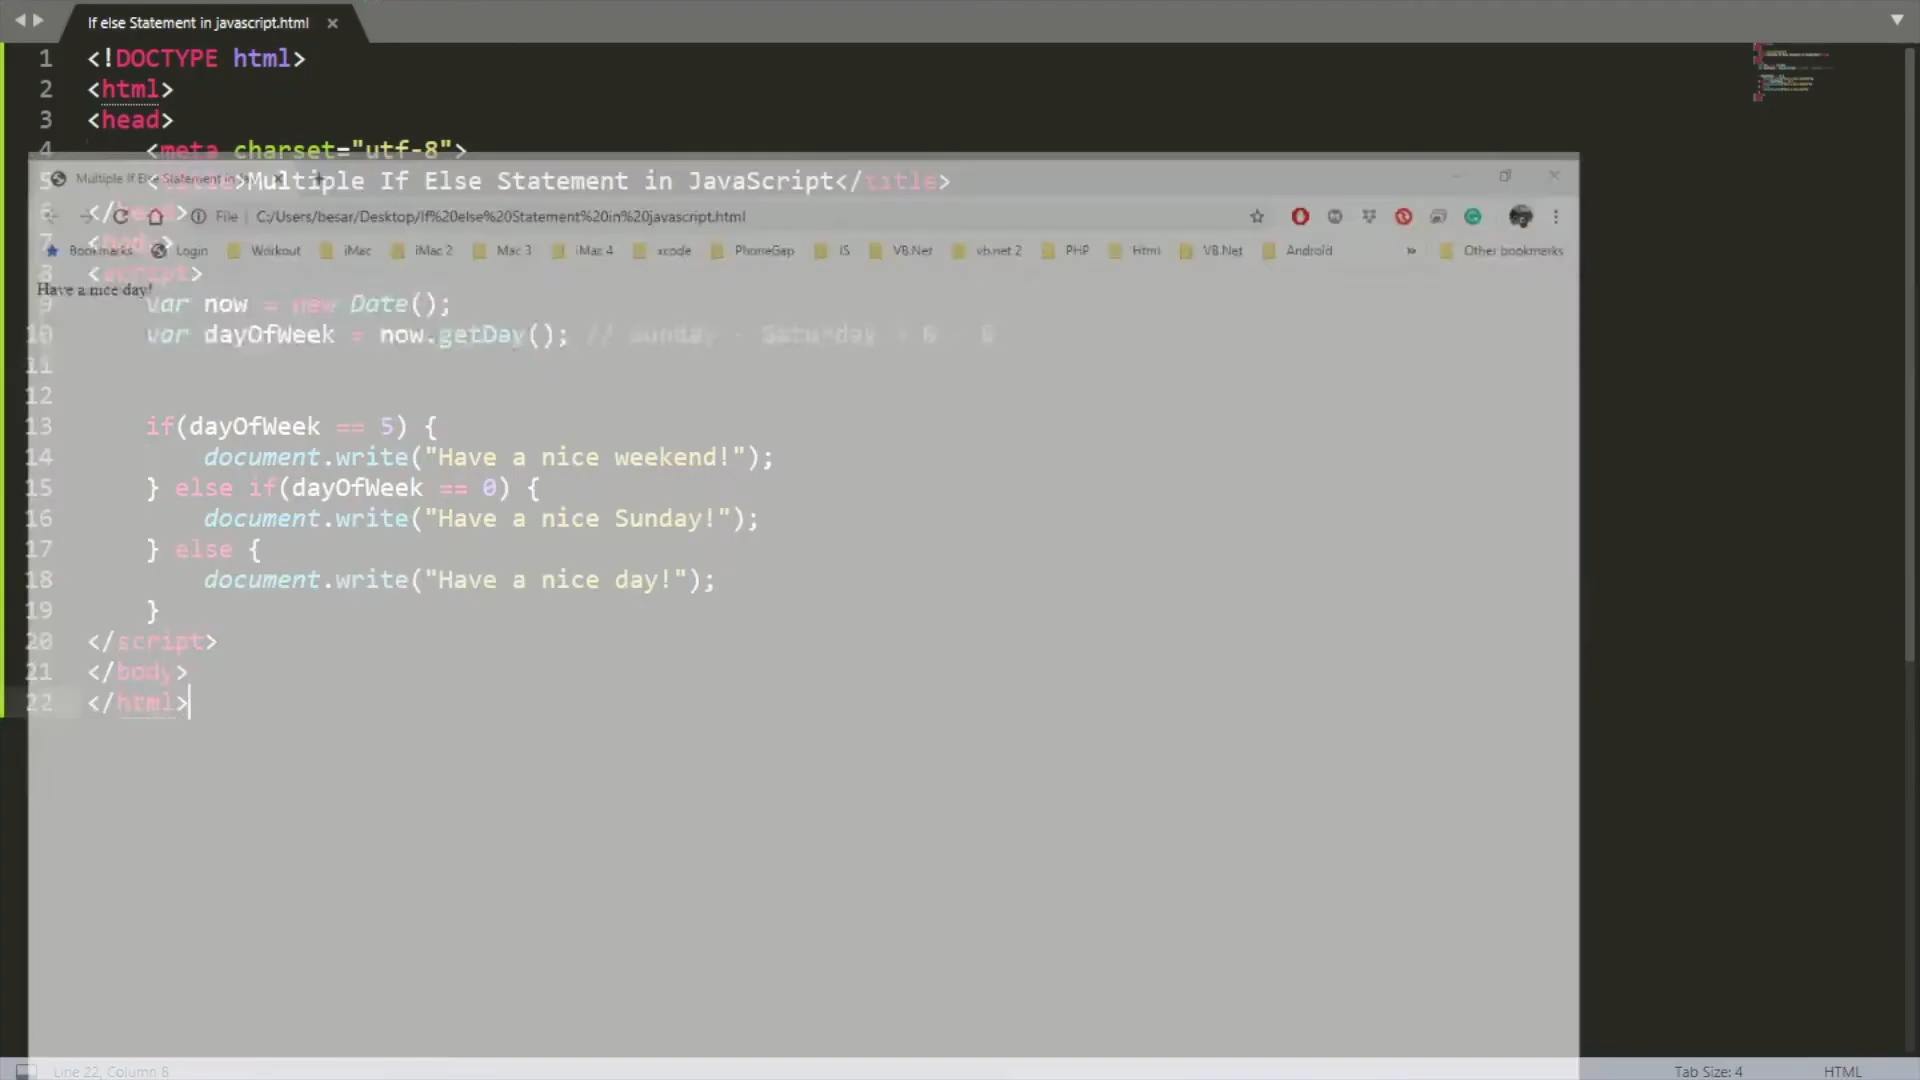 If else Statement in javascript.html ×
1 <!DOCTYPE html>
2 <html>
3 <head>
4 <meta charset="utf-8">
5 Multiple If Else Statement in JavaScript</title>
Multiple If Else Statement in
6 </head>
File | C:/Users/besar/Desktop/If%20else%20Statement%20in%20javascript.html
7
Bookmarks Login Workout iMac iMac 2 Mac 3 iMac 4 xcode PhoneGap IS VB.Net vb.net 2 PHP Html VB.Net Android » Other bookmarks
8 <script>
Have a nice day!
9 var now = new Date();
10 var dayOfWeek = now.getDay(); // Sunday - Saturday
11
12
13 if(dayOfWeek == 5) {
14 document.write("Have a nice weekend!");
15 } else if(dayOfWeek == 0) {
16 document.write("Have a nice Sunday!");
17 } else {
18 document.write("Have a nice day!");
19 }
20 </script>
21 </body>
22 </html>
Line 22, Column 8 Tab Size: 4 HTML